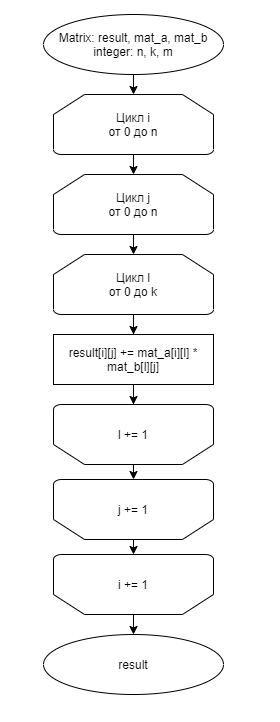 Matrix: result, mat_a, mat_b
integer: n, k, m
Цикл i
от 0 до n
Цикл j
от 0 до n
Цикл l
от 0 до k
result[i][j] += mat_a[i][l] *
mat_b[l][j]
l += 1
j += 1
i += 1
result